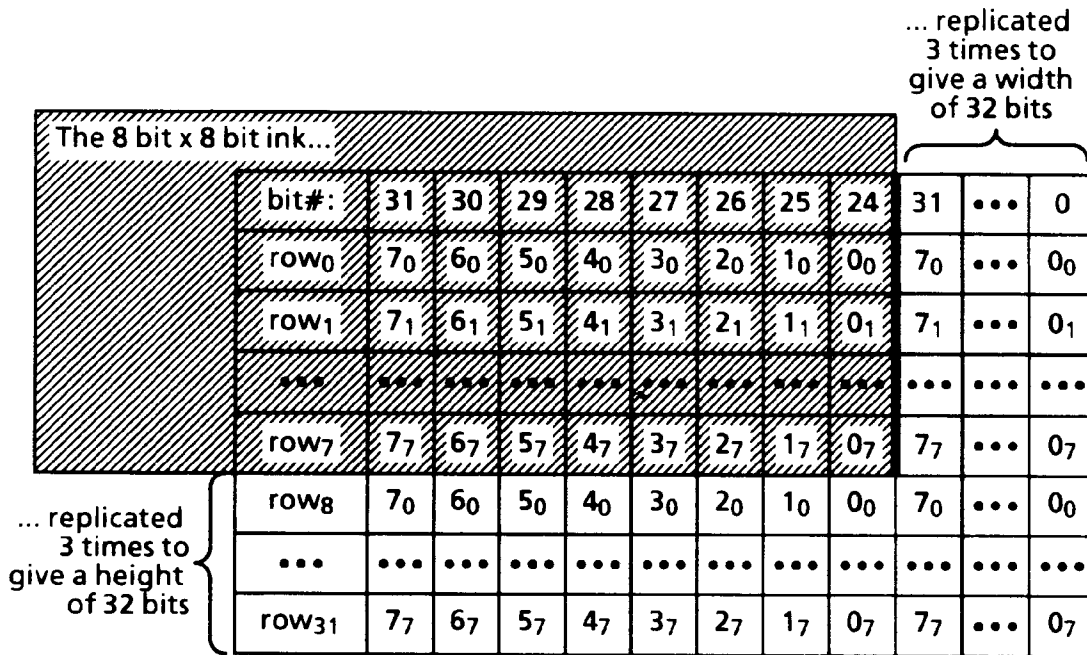 ... replicated
3 times to
give a width
of 32 bits
The 8 bit x 8 bit ink...
bit#: 31 30 29 28 27 26 25 24 31 ••• 0
row₀ 7₀ 6₀ 5₀ 4₀ 3₀ 2₀ 1₀ 0₀ 7₀ ••• 0₀
row₁ 7₁ 6₁ 5₁ 4₁ 3₁ 2₁ 1₁ 0₁ 7₁ ••• 0₁
••• ••• ••• ••• ••• ••• ••• ••• ••• ••• ••• •••
row₇ 7₇ 6₇ 5₇ 4₇ 3₇ 2₇ 1₇ 0₇ 7₇ ••• 0₇
row₈ 7₀ 6₀ 5₀ 4₀ 3₀ 2₀ 1₀ 0₀ 7₀ ••• 0₀
... replicated
3 times to
give a height
of 32 bits
••• ••• ••• ••• ••• ••• ••• ••• ••• ••• ••• •••
row₃₁ 7₇ 6₇ 5₇ 4₇ 3₇ 2₇ 1₇ 0₇ 7₇ ••• 0₇